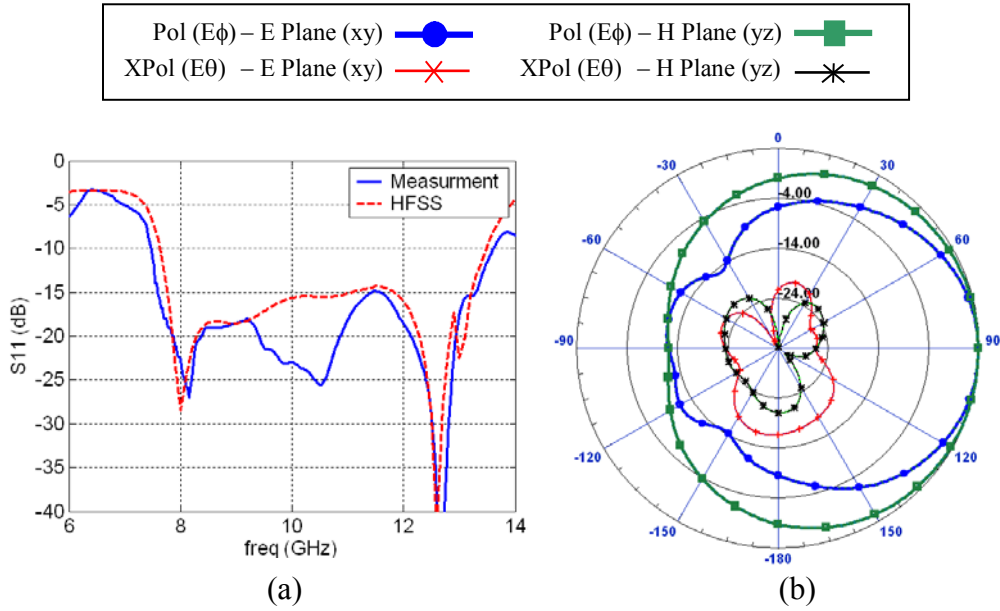 Pol (Eϕ) – E Plane (xy)
Pol (Eϕ) – H Plane (yz)
XPol (Eθ) – E Plane (xy)
XPol (Eθ) – H Plane (yz)
0
-5
-10
-15
-20
-25
-30
-35
-40
S11 (dB)
Measurment
HFSS
6
8
10
12
14
freq (GHz)
(a)
0
30
60
90
120
150
-180
-150
-120
-90
-60
-30
-4.00
-14.00
-24.00
(b)